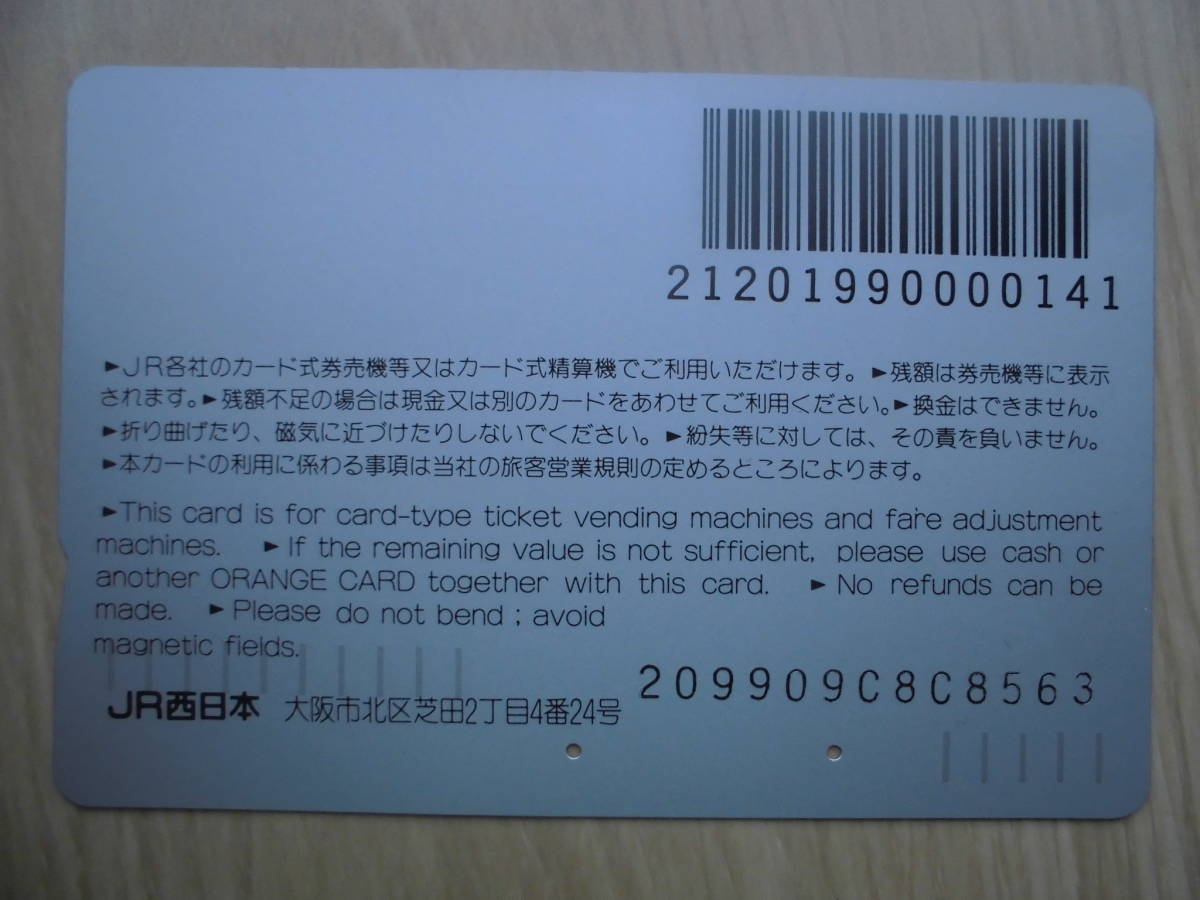 21201990000141
►JR各社のカード式券売機等又はカード式精算機でご利用いただけます。►残額は券売機等に表示
されます。►残額不足の場合は現金又は別のカードをあわせてご利用ください。►換金はできません。
►折り曲げたり、磁気に近づけたりしないでください。►紛失等に対しては、その責を負いません。
►本カードの利用に係わる事項は当社の旅客営業規則の定めるところによります。
►This card is for card-type ticket vending machines and fare adjustment
machines. ►If the remaining value is not sufficient, please use cash or
another ORANGE CARD together with this card. ►No refunds can be
made. ►Please do not bend ; avoid
magnetic fields.
209909C8C8563
JR西日本 大阪市北区芝田2丁目4番24号